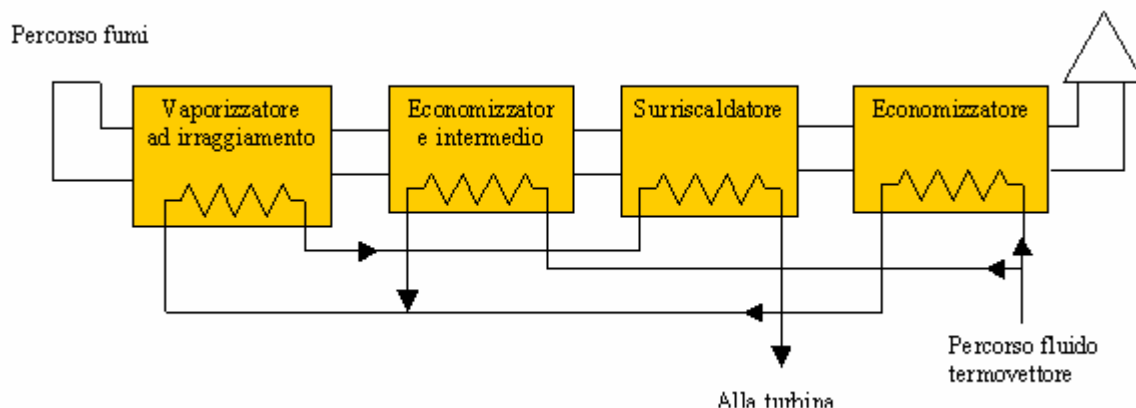 Percorso fumi
Vaporizzatore
ad irraggiamento
Economizzator
e intermedio
Surriscaldatore
Economizzatore
Percorso fluido
termovettore
Alla turbina